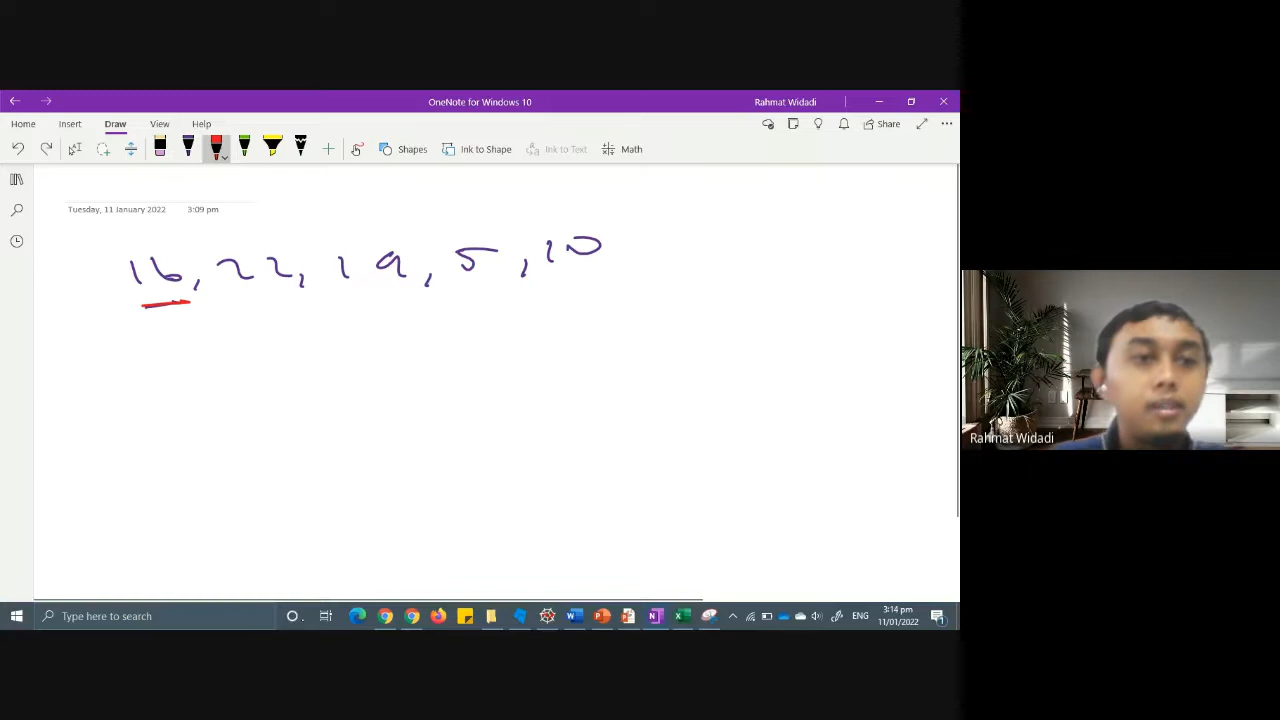 OneNote for Windows 10
Rahmat Widadi
Home Insert Draw View Help
Share
Shapes Ink to Shape Ink to Text Math
Tuesday, 11 January 2022 3:09 pm
16, 22, 19, 5, 10
Rahmat Widadi
Type here to search
ENG
3:14 pm
11/01/2022
1